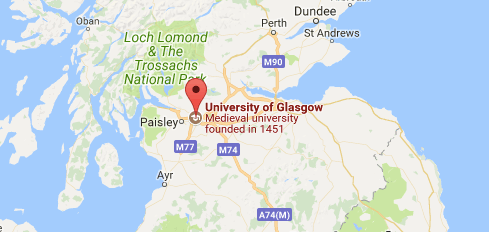 Oban
Perth
Dundee
St Andrews
Loch Lomond
& The
Trossachs
National Park
M90
University of Glasgow
Medieval university
founded in 1451
Paisley
M77
M74
Ayr
A74(M)